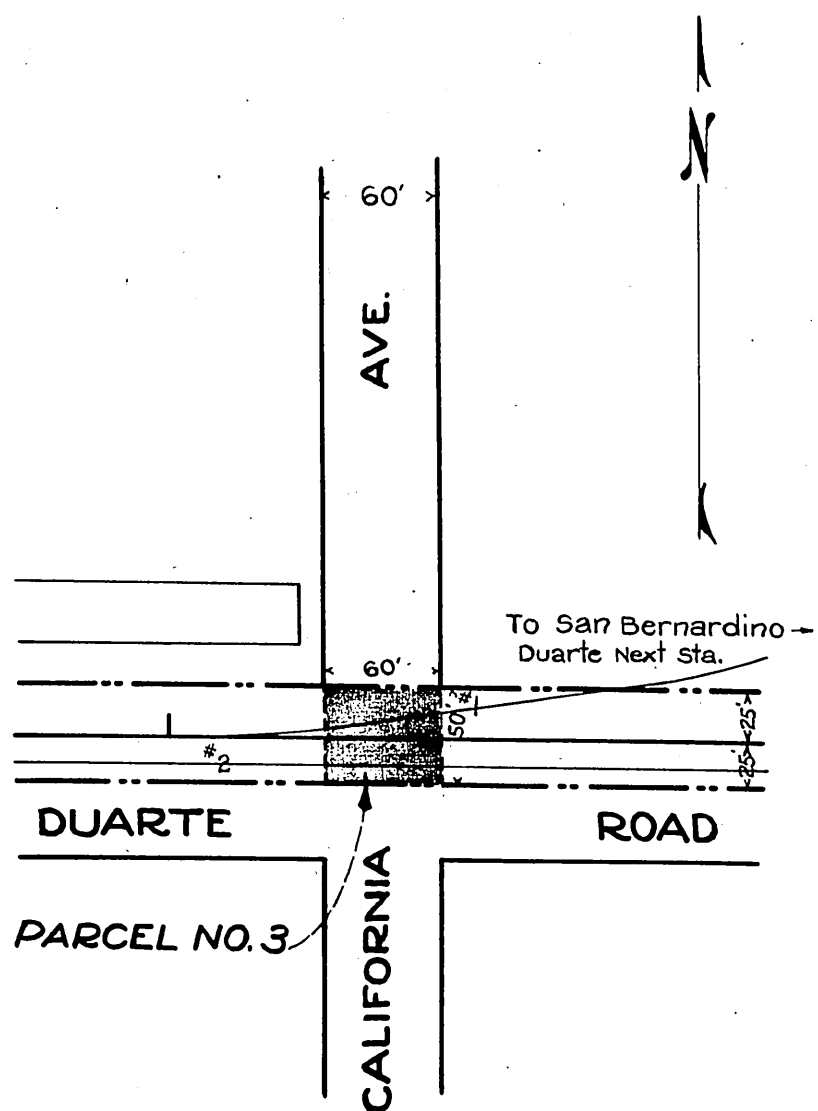 N
60'
AVE.
To San Bernardino
Duarte Next Sta.
60'
50'
#1
25'
25'
#2
DUARTE ROAD
PARCEL NO. 3
CALIFORNIA